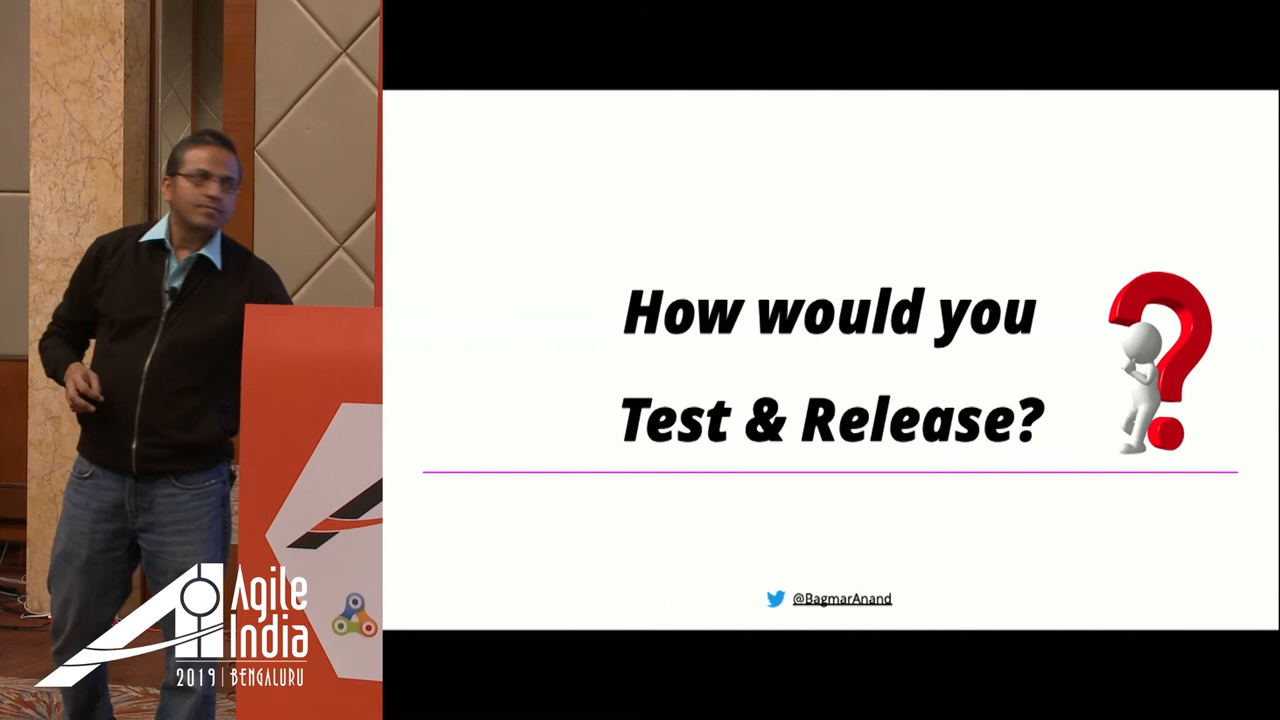 How would you
Test & Release?
@BagmarAnand
Agile
India
2019 | BENGALURU